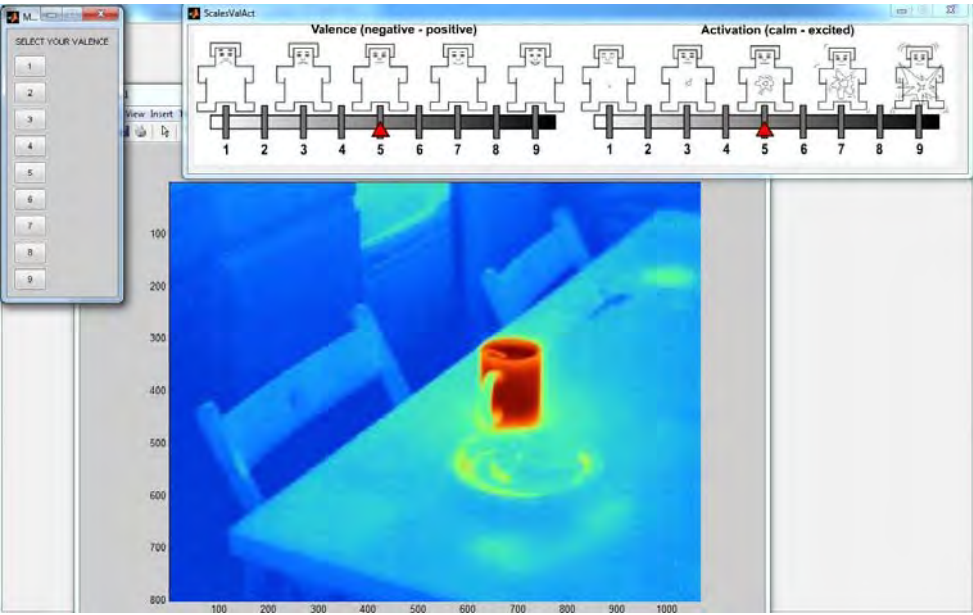 M...
SELECT YOUR VALENCE
1
2
3
4
5
6
7
8
9
ScalesValAct
Valence (negative - positive)
Activation (calm - excited)
1 2 3 4 5 6 7 8 9
1 2 3 4 5 6 7 8 9
View Insert
100
200
300
400
500
600
700
800
100 200 300 400 500 600 700 800 900 1000